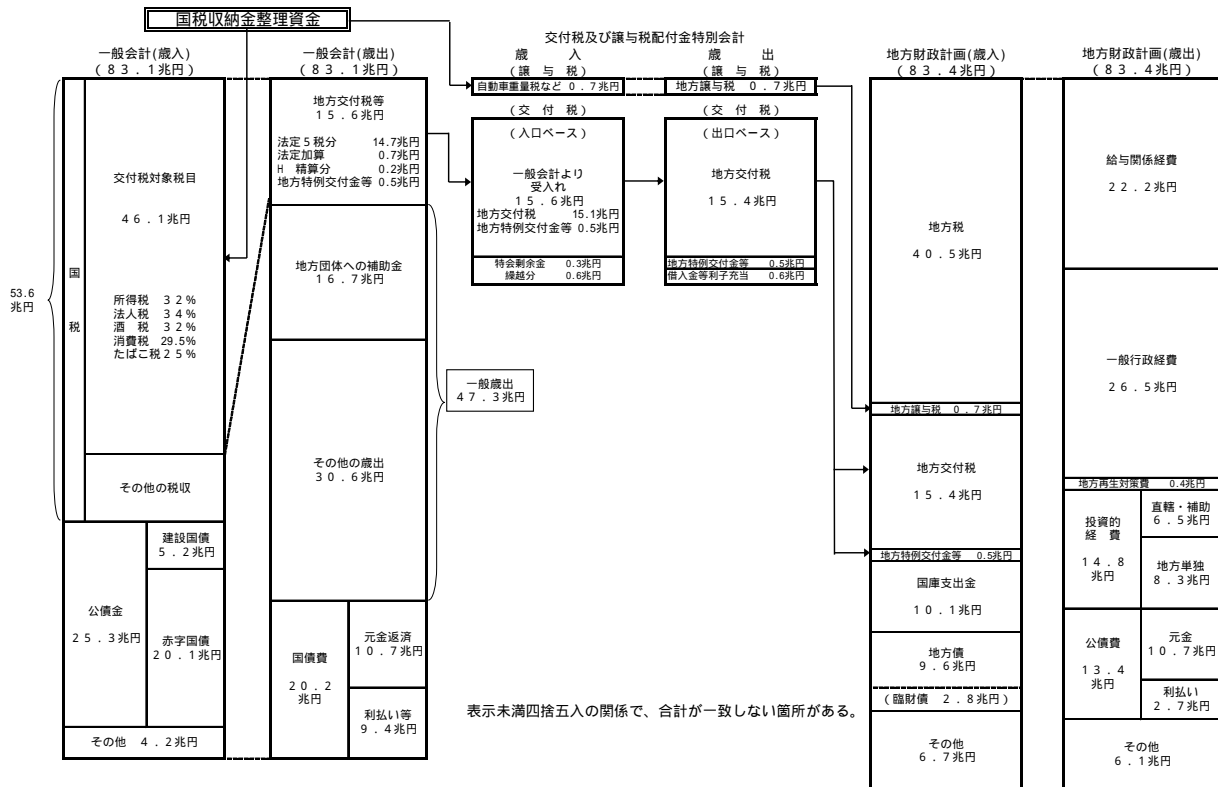 国税収納金整理資金
一般会計(歳入)
(８３.１兆円)
53.6
兆円
国
税
交付税対象税目
４６.１兆円
所得税 ３２%
法人税 ３４%
酒 税 ３２%
消費税 29.5%
たばこ税２５%
その他の税収
公債金
２５.３兆円
建設国債
５.２兆円
赤字国債
２０.１兆円
その他 ４.２兆円
一般会計(歳出)
(８３.１兆円)
地方交付税等
１５.６兆円
法定５税分 14.7兆円
法定加算 0.7兆円
H 精算分 0.2兆円
地方特例交付金等 0.5兆円
地方団体への補助金
１６.７兆円
その他の歳出
３０.６兆円
一般歳出
４７.３兆円
国債費
２０.２
兆円
元金返済
１０.７兆円
利払い等
９.４兆円
交付税及び譲与税配付金特別会計
歳 入
(譲 与 税)
自動車重量税など ０.７兆円
(交 付 税)
(入口ベース)
一般会計より
受入れ
１５.６兆円
地方交付税 15.1兆円
地方特例交付金等 0.5兆円
特会剰余金 0.3兆円
繰越分 0.6兆円
歳 出
(譲 与 税)
地方譲与税 ０.７兆円
(交 付 税)
(出口ベース)
地方交付税
１５.４兆円
地方特例交付金等 0.5兆円
借入金等利子充当 0.6兆円
地方財政計画(歳入)
(８３.４兆円)
地方税
４０.５兆円
地方譲与税 ０.７兆円
地方交付税
１５.４兆円
地方特例交付金等 0.5兆円
国庫支出金
１０.１兆円
地方債
９.６兆円
(臨財債 ２.８兆円)
その他
６.７兆円
地方財政計画(歳出)
(８３.４兆円)
給与関係経費
２２.２兆円
一般行政経費
２６.５兆円
地方再生対策費 0.4兆円
投資的
経 費
１４.８
兆円
直轄・補助
６.５兆円
地方単独
８.３兆円
公債費
１３.４
兆円
元金
１０.７兆円
利払い
２.７兆円
その他
６.１兆円
表示未満四捨五入の関係で、合計が一致しない箇所がある。